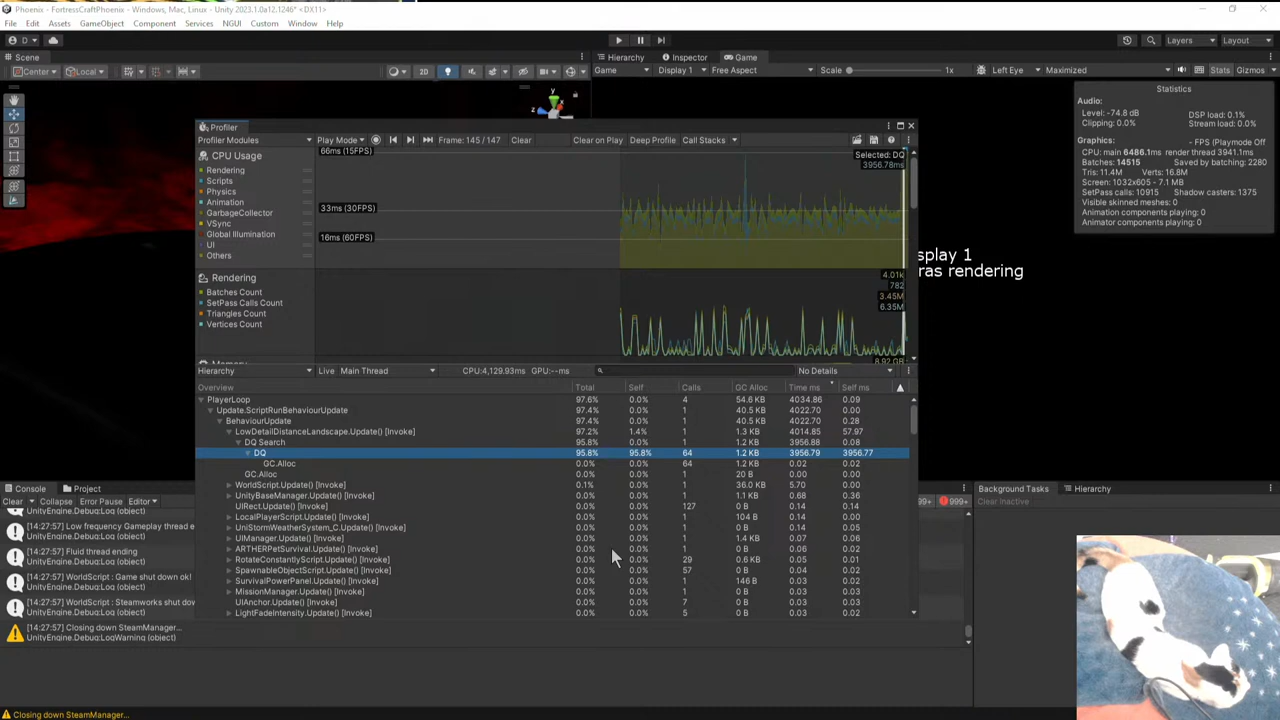 Phoenix - FortressCraftPhoenix - Windows, Mac, Linux - Unity 2023.1.0a12.1246* <DX11>
File Edit Assets GameObject Component Services NGUI Custom Window Help
D Layers Layout
Scene Hierarchy Inspector Game
Center Local 2D Game Display 1 Free Aspect Scale 1x Left Eye Maximized Stats Gizmos
Statistics
Audio:
Level: -74.8 dB DSP load: 0.1%
Clipping: 0.0% Stream load: 0.0%
Graphics: - FPS (Playmode Off
CPU: main 6486.1ms render thread 3941.1ms
Batches: 14515 Saved by batching: 2280
Tris: 11.4M Verts: 16.8M
Screen: 1032x605 - 7.1 MB
SetPass calls: 10915 Shadow casters: 1375
Visible skinned meshes: 0
Animation components playing: 0
Animator components playing: 0
splay 1
ras rendering
Profiler
Profiler Modules Play Mode Frame: 145 / 147 Clear Clear on Play Deep Profile Call Stacks
CPU Usage
Rendering
Scripts
Physics
Animation
GarbageCollector
VSync
Global Illumination
UI
Others
66ms (15FPS)
33ms (30FPS)
16ms (60FPS)
Selected: DQ
3956.78ms
Rendering
Batches Count
SetPass Calls Count
Triangles Count
Vertices Count
4.01k
782
3.45M
6.35M
8.92 GB
Hierarchy Live Main Thread CPU:4,129.93ms GPU:--ms No Details
Overview Total Self Calls GC Alloc Time ms Self ms
PlayerLoop 97.6% 0.0% 4 54.6 KB 4034.86 0.09
Update.ScriptRunBehaviourUpdate 97.4% 0.0% 1 40.5 KB 4022.70 0.00
BehaviourUpdate 97.4% 0.0% 1 40.5 KB 4022.70 0.28
LowDetailDistanceLandscape.Update() [Invoke] 97.2% 1.4% 1 1.3 KB 4014.85 57.97
DQ Search 95.8% 0.0% 1 1.2 KB 3956.88 0.08
DQ 95.8% 95.8% 64 1.2 KB 3956.79 3956.77
GC.Alloc 0.0% 0.0% 64 1.2 KB 0.02 0.02
GC.Alloc 0.0% 0.0% 1 20 B 0.00 0.00
WorldScript.Update() [Invoke] 0.1% 0.0% 1 36.0 KB 5.70 0.00
UnityBaseManager.Update() [Invoke] 0.0% 0.0% 1 1.1 KB 0.68 0.36
UIRect.Update() [Invoke] 0.0% 0.0% 127 0 B 0.14 0.14
LocalPlayerScript.Update() [Invoke] 0.0% 0.0% 1 104 B 0.14 0.03
UniStormWeatherSystem_C.Update() [Invoke] 0.0% 0.0% 1 0 B 0.14 0.05
UIManager.Update() [Invoke] 0.0% 0.0% 1 1.4 KB 0.07 0.06
ARTHERPetSurvival.Update() [Invoke] 0.0% 0.0% 1 0 B 0.06 0.02
RotateConstantlyScript.Update() [Invoke] 0.0% 0.0% 29 0.6 KB 0.05 0.01
SpawnableObjectScript.Update() [Invoke] 0.0% 0.0% 57 0 B 0.04 0.02
SurvivalPowerPanel.Update() [Invoke] 0.0% 0.0% 1 146 B 0.03 0.02
MissionManager.Update() [Invoke] 0.0% 0.0% 1 0 B 0.03 0.02
UIAnchor.Update() [Invoke] 0.0% 0.0% 7 0 B 0.03 0.02
LightFadeIntensity.Update() [Invoke] 0.0% 0.0% 5 0 B 0.03 0.02
Console Project
Clear Collapse Error Pause Editor 999+
UnityEngine.Debug:Log (object)
[14:27:57] Low frequency Gameplay thread e
UnityEngine.Debug:Log (object)
[14:27:57] Fluid thread ending
UnityEngine.Debug:Log (object)
[14:27:57] WorldScript : Game shut down ok!
UnityEngine.Debug:Log (object)
[14:27:57] WorldScript : Steamworks shut dow
UnityEngine.Debug:Log (object)
[14:27:57] Closing down SteamManager...
UnityEngine.Debug:LogWarning (object)
Background Tasks Hierarchy
Clear Inactive
Closing down SteamManager...